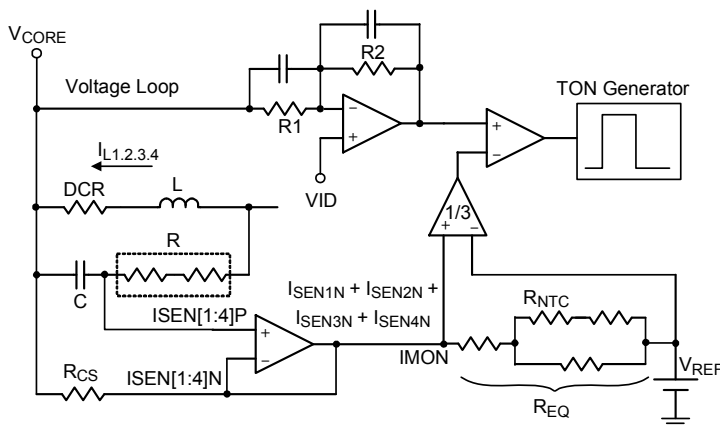 VCORE
R2
Voltage Loop
TON Generator
R1
−
+
+
−
IL1.2.3.4
VID
DCR
L
1/3
+ −
R
C
ISEN1N + ISEN2N +
ISEN3N + ISEN4N
RNTC
ISEN[1:4]P
+
−
IMON
VREF
RCS
ISEN[1:4]N
REQ